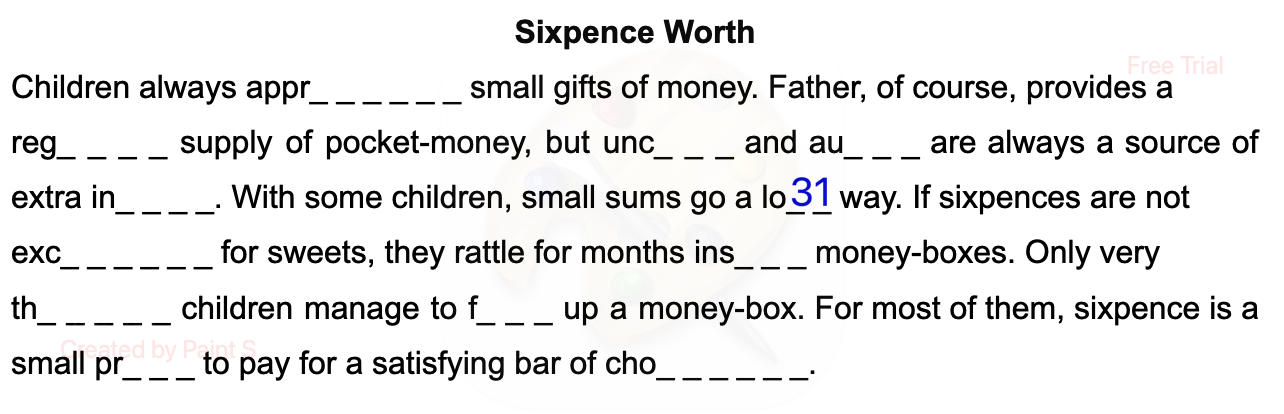 Sixpence Worth
Free Trial
Children always appr_ _ _ _ _ _ small gifts of money. Father, of course, provides a
reg_ _ _ _ supply of pocket-money, but unc_ _ _ and au_ _ _ are always a source of
extra in_ _ _ _. With some children, small sums go a lo31 way. If sixpences are not
exc_ _ _ _ _ _ for sweets, they rattle for months ins_ _ _ money-boxes. Only very
th_ _ _ _ _ children manage to f_ _ _ up a money-box. For most of them, sixpence is a
Created by Paint S
small pr_ _ _ to pay for a satisfying bar of cho_ _ _ _ _ _.